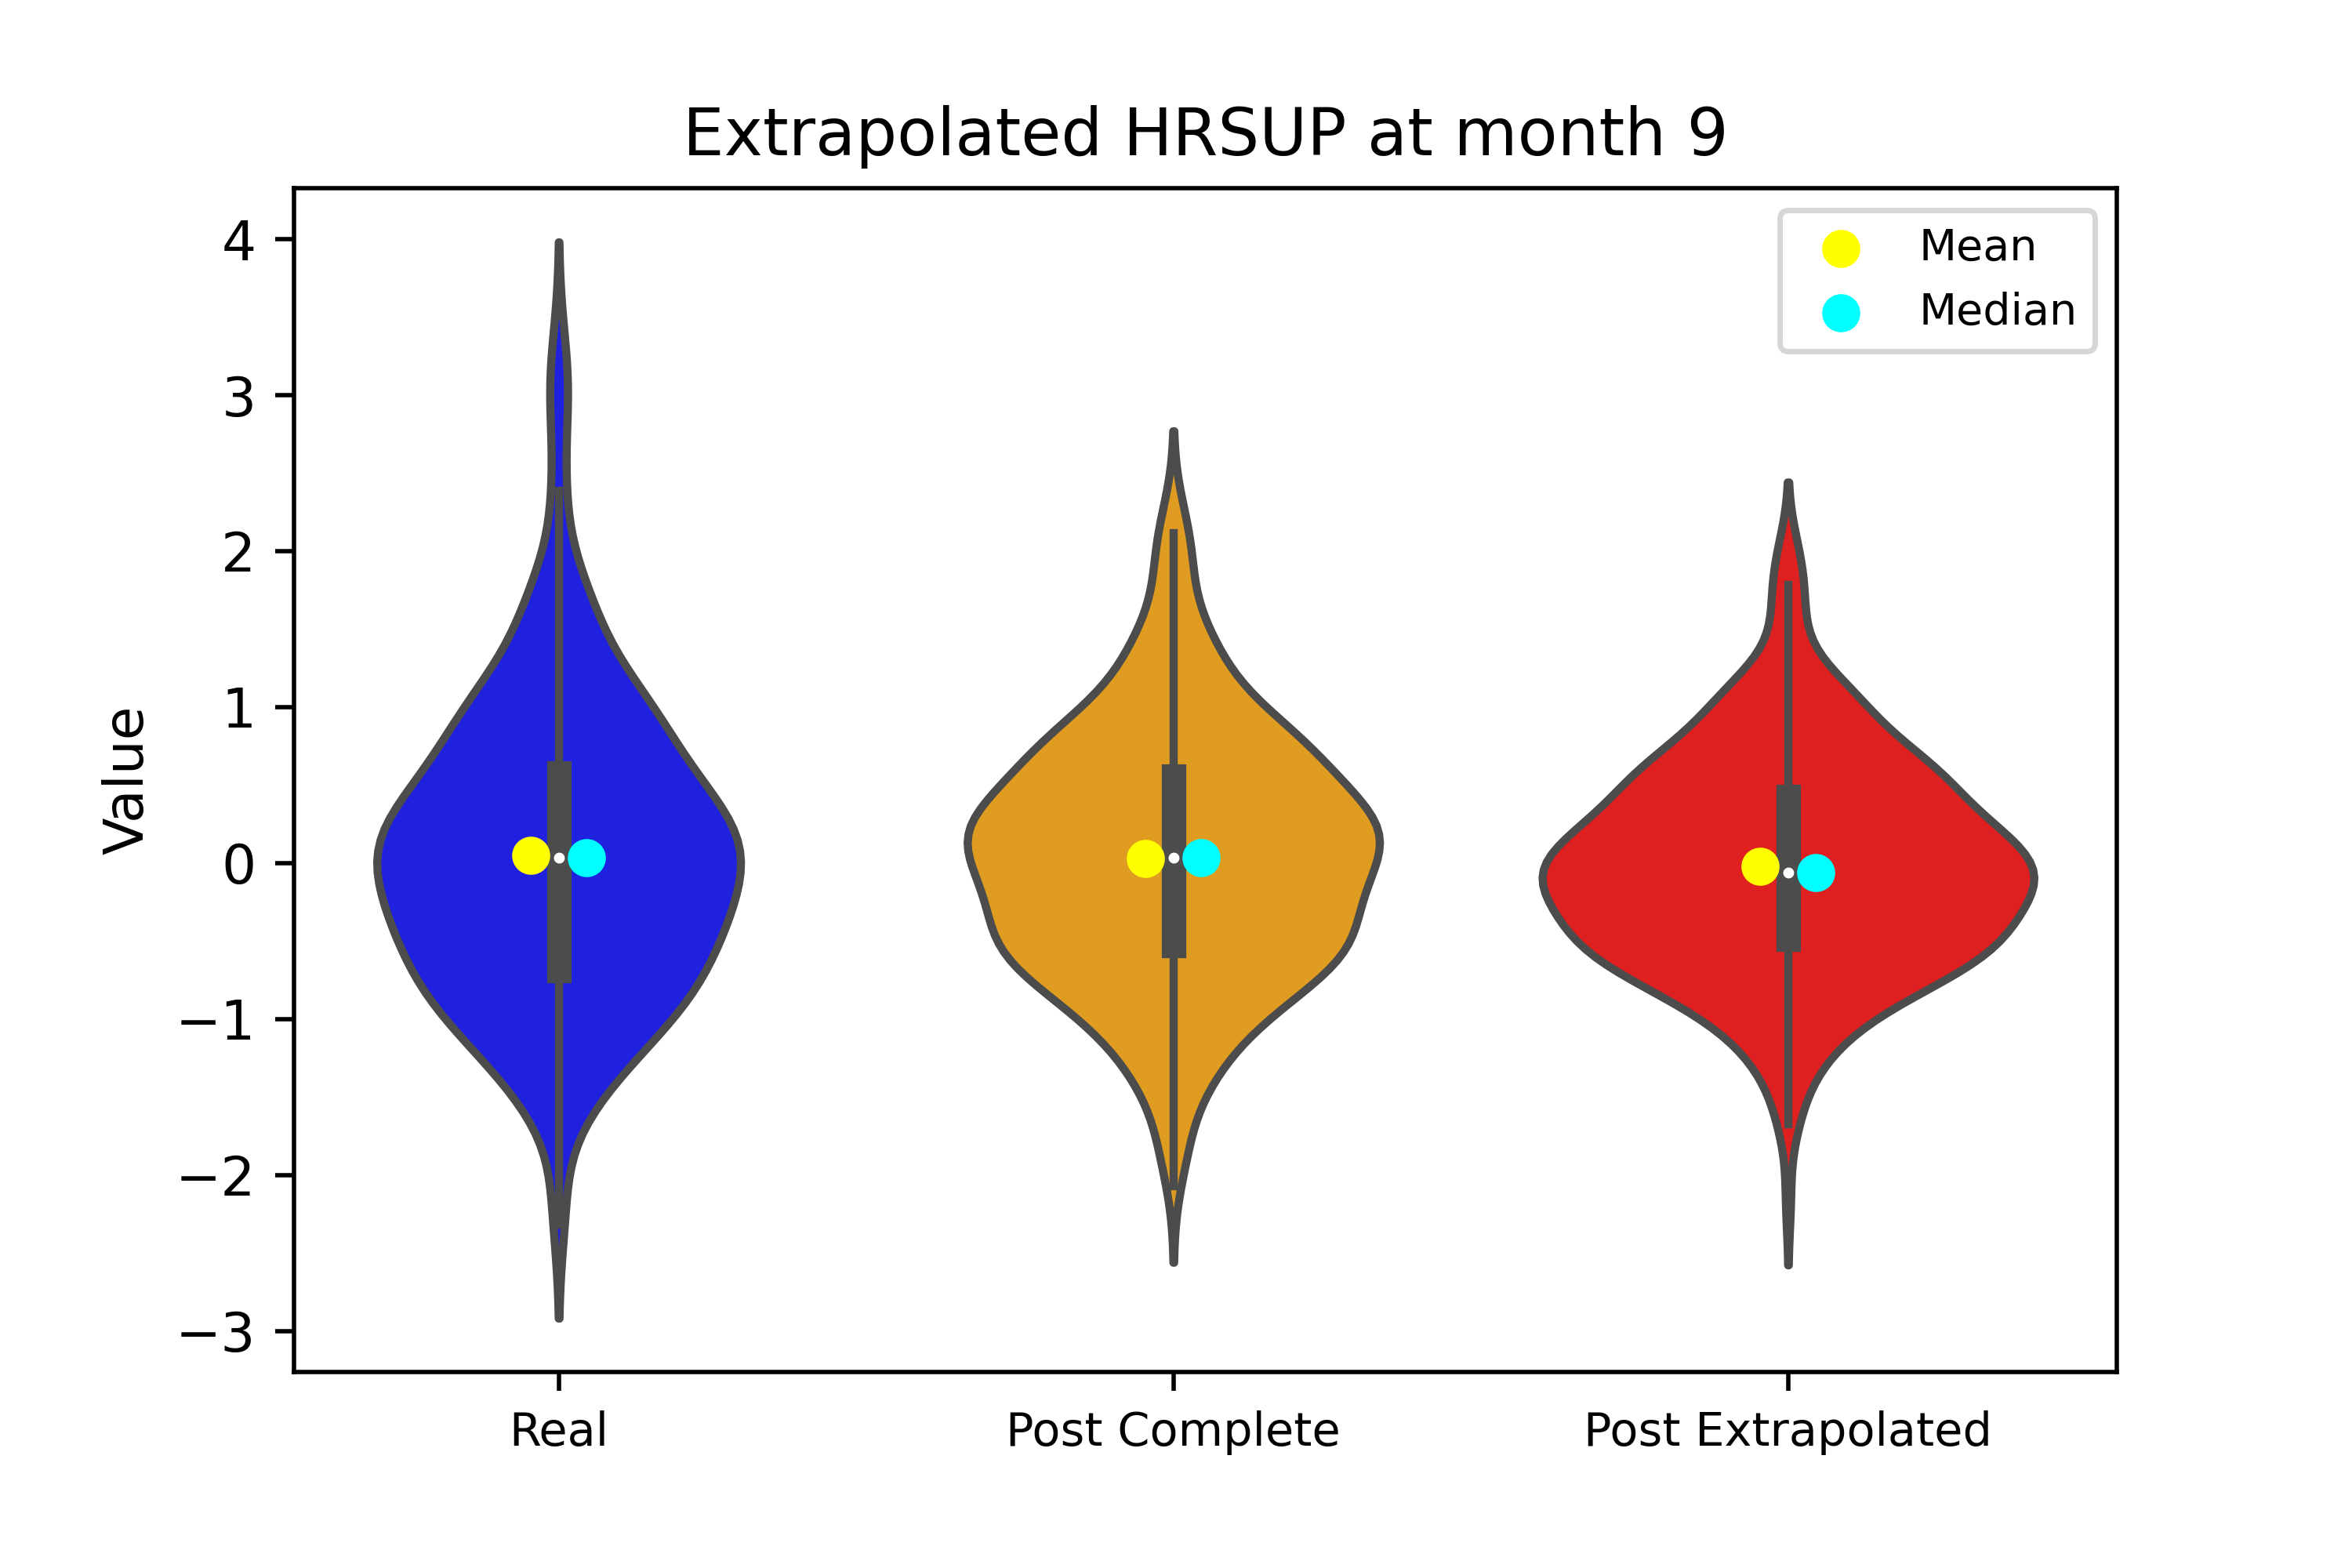 Extrapolated HRSUP at month 9
Mean
Median
4
3
2
1
0
−1
−2
−3
Value
Real
Post Complete
Post Extrapolated